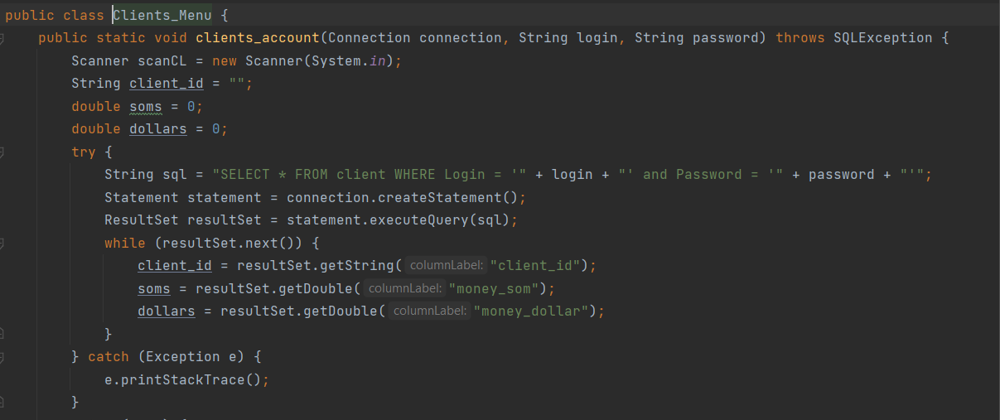 public class Clients_Menu {
public static void clients_account(Connection connection, String login, String password) throws SQLException {
Scanner scanCL = new Scanner(System.in);
String client_id = "";
double soms = 0;
double dollars = 0;
try {
String sql = "SELECT * FROM client WHERE Login = '" + login + "' and Password = '" + password + "'";
Statement statement = connection.createStatement();
ResultSet resultSet = statement.executeQuery(sql);
while (resultSet.next()) {
client_id = resultSet.getString( columnLabel: "client_id");
soms = resultSet.getDouble( columnLabel: "money_som");
dollars = resultSet.getDouble( columnLabel: "money_dollar");
}
} catch (Exception e) {
e.printStackTrace();
}